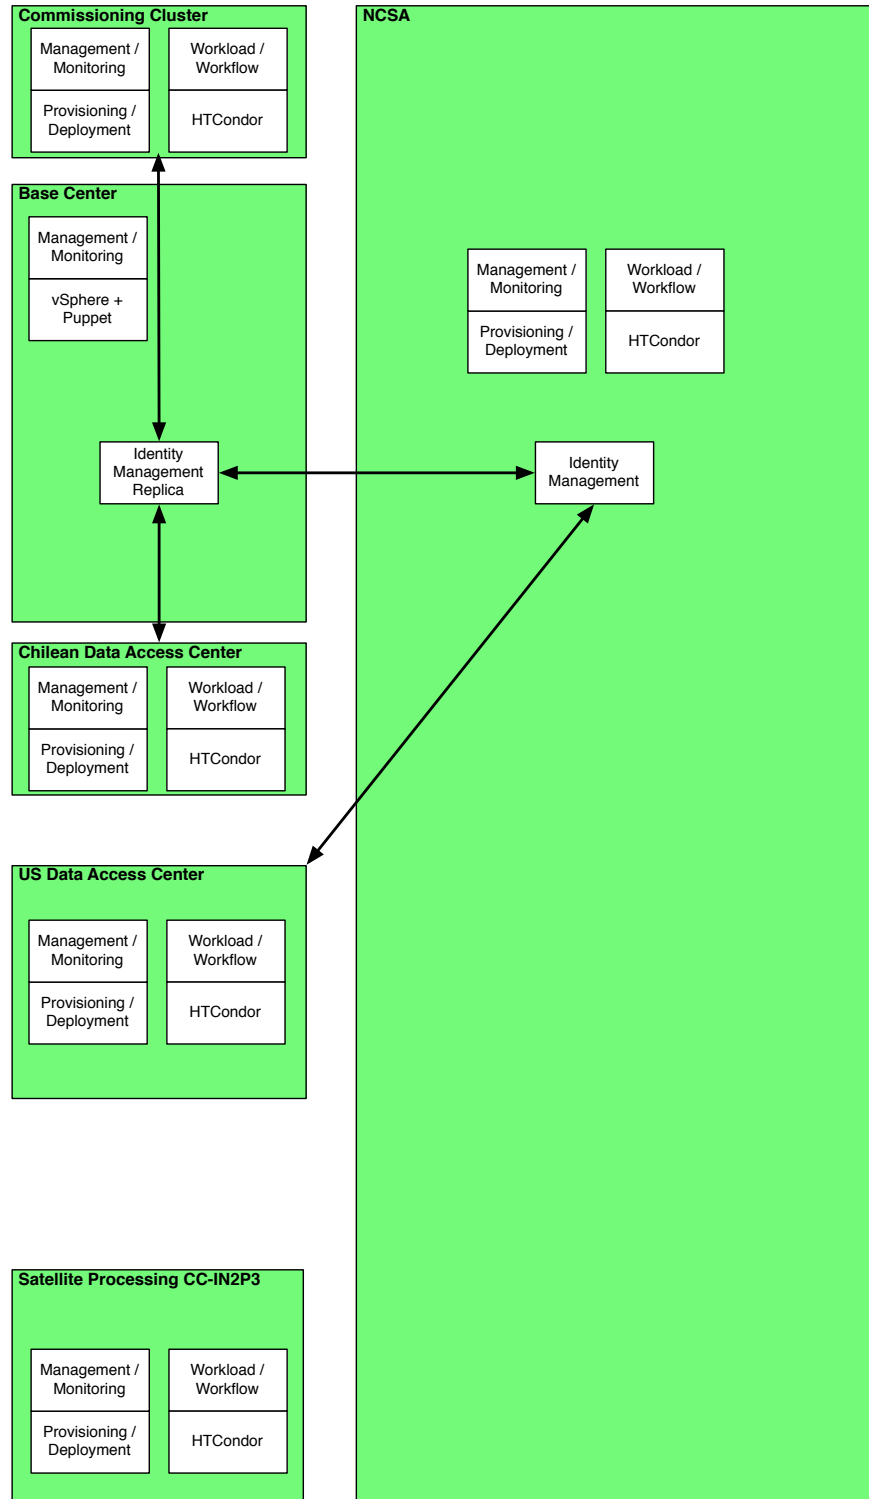 Commissioning Cluster
Management /
Monitoring
Provisioning /
Deployment
Workload /
Workflow
HTCondor
Base Center
Management /
Monitoring
vSphere +
Puppet
Identity
Management
Replica
Chilean Data Access Center
Management /
Monitoring
Provisioning /
Deployment
Workload /
Workflow
HTCondor
US Data Access Center
Management /
Monitoring
Provisioning /
Deployment
Workload /
Workflow
HTCondor
Satellite Processing CC-IN2P3
Management /
Monitoring
Provisioning /
Deployment
Workload /
Workflow
HTCondor
NCSA
Management /
Monitoring
Provisioning /
Deployment
Workload /
Workflow
HTCondor
Identity
Management